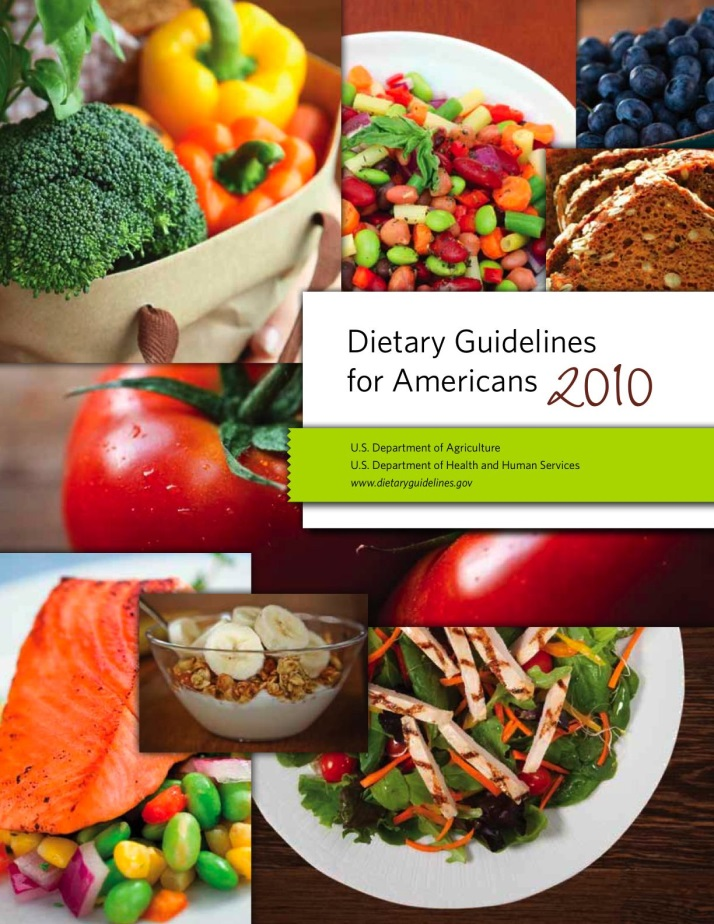 Dietary Guidelines
for Americans 2010
U.S. Department of Agriculture
U.S. Department of Health and Human Services
www.dietaryguidelines.gov